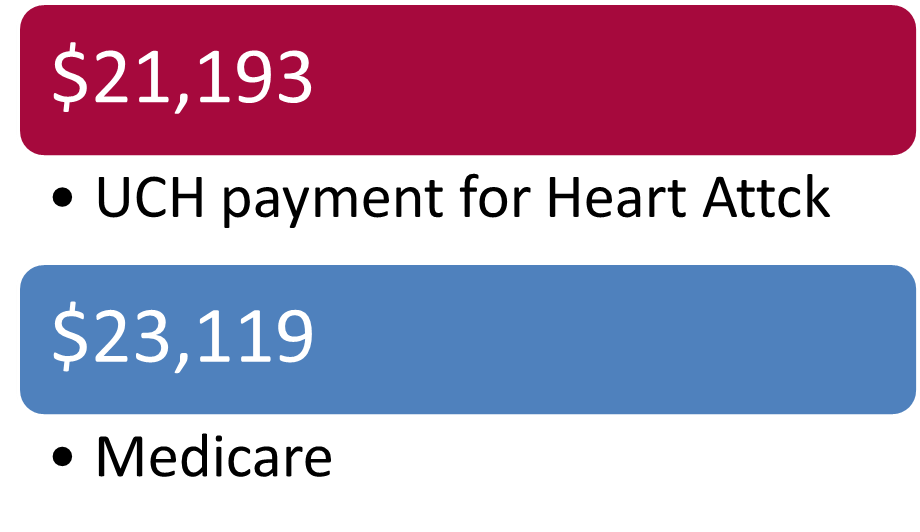 $21,193
• UCH payment for Heart Attck
$23,119
• Medicare